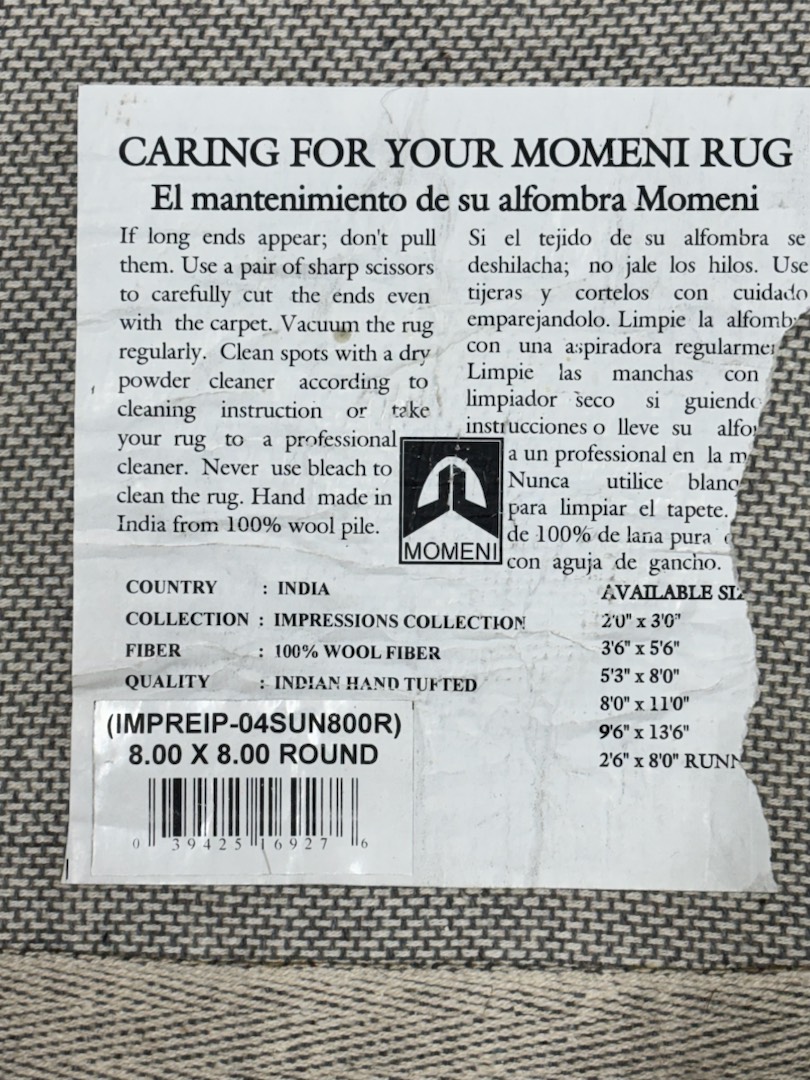 CARING FOR YOUR MOMENI RUG
El mantenimiento de su alfombra Momeni
If long ends appear; don't pull
them. Use a pair of sharp scissors
to carefully cut the ends even
with the carpet. Vacuum the rug
regularly. Clean spots with a dry
powder cleaner according to
cleaning instruction or take
your rug to a professional
cleaner. Never use bleach to
clean the rug. Hand made in
India from 100% wool pile.
Si el tejido de su alfombra se
deshilacha; no jale los hilos. Use
tijeras y cortelos con cuidado
emparejandolo. Limpie la
con una aspiradora
Limpie las manchas con
limpiador seco si
instrucciones o lleve su
a un professional en la
Nunca utilice
para limpiar el tapete.
de 100% de lana pura
con aguja de gancho.
MOMENI
COUNTRY : INDIA
COLLECTION : IMPRESSIONS COLLECTION
FIBER : 100% WOOL FIBER
QUALITY : INDIAN HAND TUFTED
AVAILABLE
2'0" x 3'0"
3'6" x 5'6"
5'3" x 8'0"
8'0" x 11'0"
9'6" x 13'6"
2'6" x 8'0"
(IMPREIP-04SUN800R)
8.00 X 8.00 ROUND
0 39425 16927 6